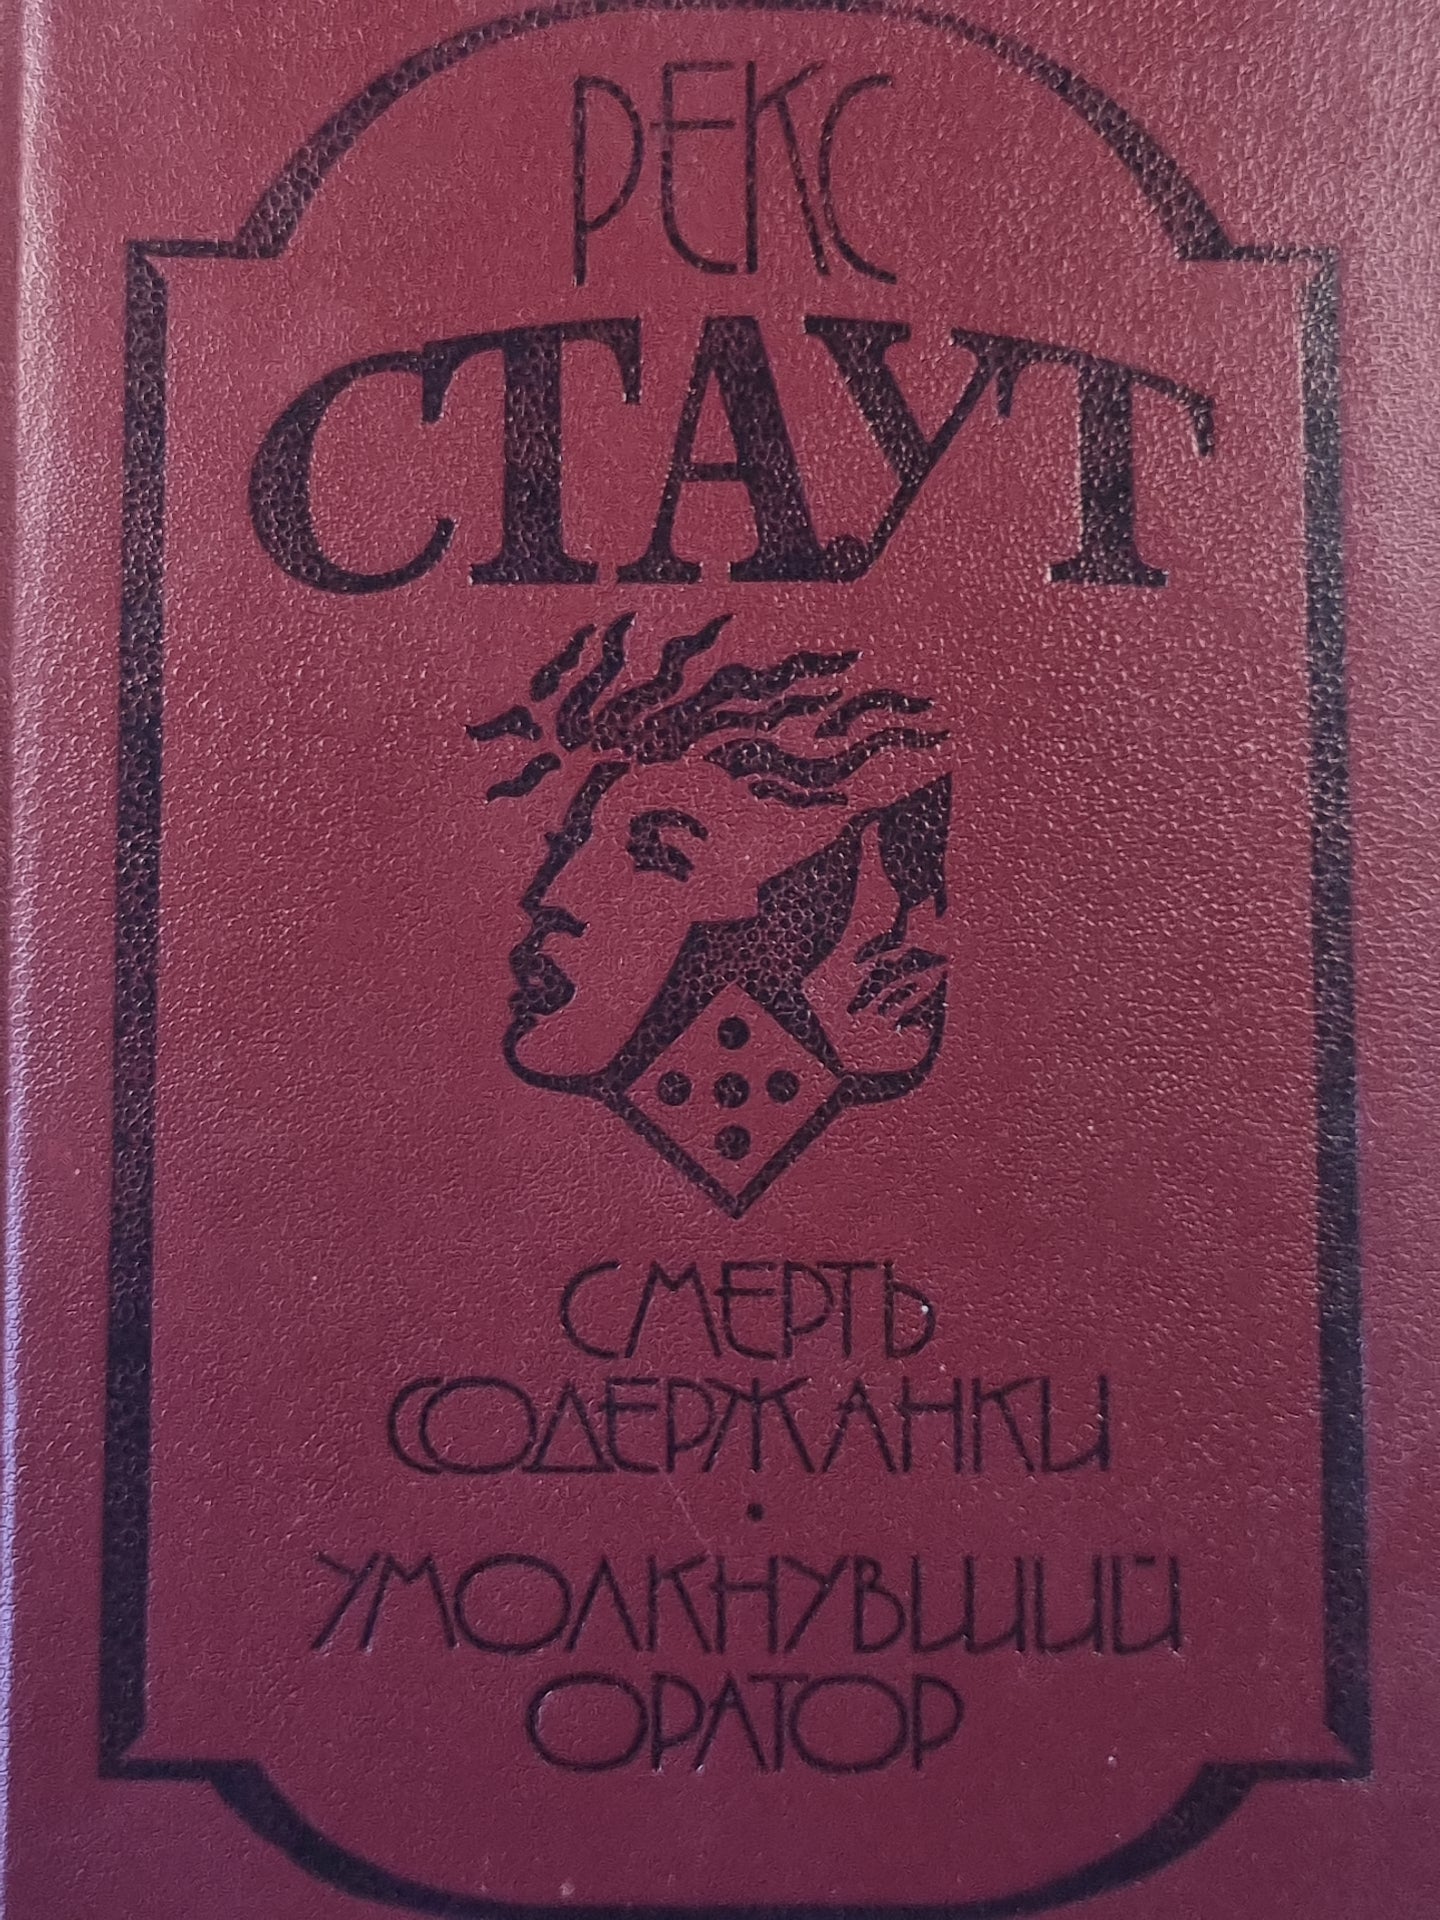 РЕКС
СТАУТ
СМЕРТЬ
СОДЕРЖАНКИ
·
УМОЛКНУВШИЙ
ОРАТОР